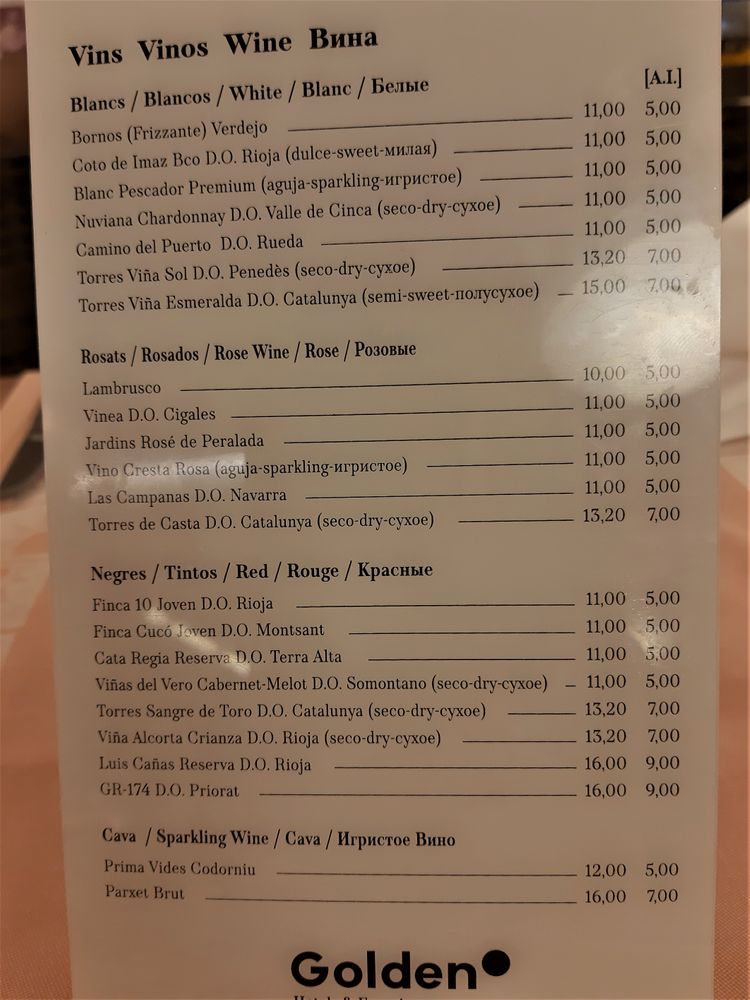 Vins Vinos Wine Вина
Blancs / Blancos / White / Blanc / Белые [A.I.]
Bornos (Frizzante) Verdejo 11,00 5,00
Coto de Imaz Bco D.O. Rioja (dulce-sweet-милая) 11,00 5,00
Blanc Pescador Premium (aguja-sparkling-игристое) 11,00 5,00
Nuviana Chardonnay D.O. Valle de Cinca (seco-dry-сухое) 11,00 5,00
Camino del Puerto D.O. Rueda 11,00 5,00
Torres Viña Sol D.O. Penedès (seco-dry-сухое) 13,20 7,00
Torres Viña Esmeralda D.O. Catalunya (semi-sweet-полусухое) 15,00 7,00
Rosats / Rosados / Rose Wine / Rose / Розовые
Lambrusco 10,00 5,00
Vinea D.O. Cigales 11,00 5,00
Jardins Rosé de Peralada 11,00 5,00
Vino Cresta Rosa (aguja-sparkling-игристое) 11,00 5,00
Las Campanas D.O. Navarra 11,00 5,00
Torres de Casta D.O. Catalunya (seco-dry-сухое) 13,20 7,00
Negres / Tintos / Red / Rouge / Красные
Finca 10 Joven D.O. Rioja 11,00 5,00
Finca Cucó Joven D.O. Montsant 11,00 5,00
Cata Regia Reserva D.O. Terra Alta 11,00 5,00
Viñas del Vero Cabernet-Melot D.O. Somontano (seco-dry-сухое) 11,00 5,00
Torres Sangre de Toro D.O. Catalunya (seco-dry-сухое) 13,20 7,00
Viña Alcorta Crianza D.O. Rioja (seco-dry-сухое) 13,20 7,00
Luis Cañas Reserva D.O. Rioja 16,00 9,00
GR-174 D.O. Priorat 16,00 9,00
Cava / Sparkling Wine / Cava / Игристое Вино
Prima Vides Codorniu 12,00 5,00
Parxet Brut 16,00 7,00
Golden